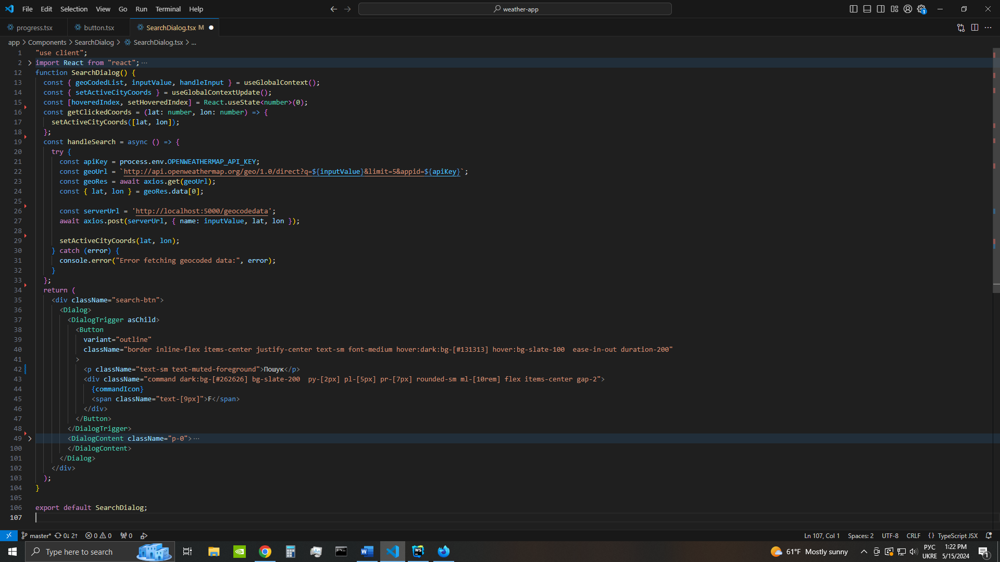 File Edit Selection View Go Run Terminal Help
weather-app
progress.tsx button.tsx SearchDialog.tsx M
app > Components > SearchDialog > SearchDialog.tsx > ...
1 "use client";
2 import React from "react"; ...
12 function SearchDialog() {
13 const { geoCodedList, inputValue, handleInput } = useGlobalContext();
14 const { setActiveCityCoords } = useGlobalContextUpdate();
15 const [hoveredIndex, setHoveredIndex] = React.useState<number>(0);
16 const getClickedCoords = (lat: number, lon: number) => {
17 setActiveCityCoords([lat, lon]);
18 };
19 const handleSearch = async () => {
20 try {
21 const apiKey = process.env.OPENWEATHERMAP_API_KEY;
22 const geoUrl = `http://api.openweathermap.org/geo/1.0/direct?q=${inputValue}&limit=5&appid=${apiKey}`;
23 const geoRes = await axios.get(geoUrl);
24 const { lat, lon } = geoRes.data[0];
25
26 const serverUrl = 'http://localhost:5000/geocodedata';
27 await axios.post(serverUrl, { name: inputValue, lat, lon });
28
29 setActiveCityCoords(lat, lon);
30 } catch (error) {
31 console.error("Error fetching geocoded data:", error);
32 }
33 };
34 return (
35 <div className="search-btn">
36 <Dialog>
37 <DialogTrigger asChild>
38 <Button
39 variant="outline"
40 className="border inline-flex items-center justify-center text-sm font-medium hover:dark:bg-[#131313] hover:bg-slate-100  ease-in-out duration-200"
41 >
42 <p className="text-sm text-muted-foreground">Пошук</p>
43 <div className="command dark:bg-[#262626] bg-slate-200  py-[2px] pl-[5px] pr-[7px] rounded-sm ml-[10rem] flex items-center gap-2">
44 {commandIcon}
45 <span className="text-[9px]">F</span>
46 </div>
47 </Button>
48 </DialogTrigger>
49 <DialogContent className="p-0"> ...
100 </DialogContent>
101 </Dialog>
102 </div>
103 );
104 }
105
106 export default SearchDialog;
107
master* 0↓ 2↑ 0 0 0 Ln 107, Col 1 Spaces: 2 UTF-8 CRLF {} TypeScript JSX
Type here to search 61°F Mostly sunny РУС 1:22 PM
UKRE 5/15/2024 1